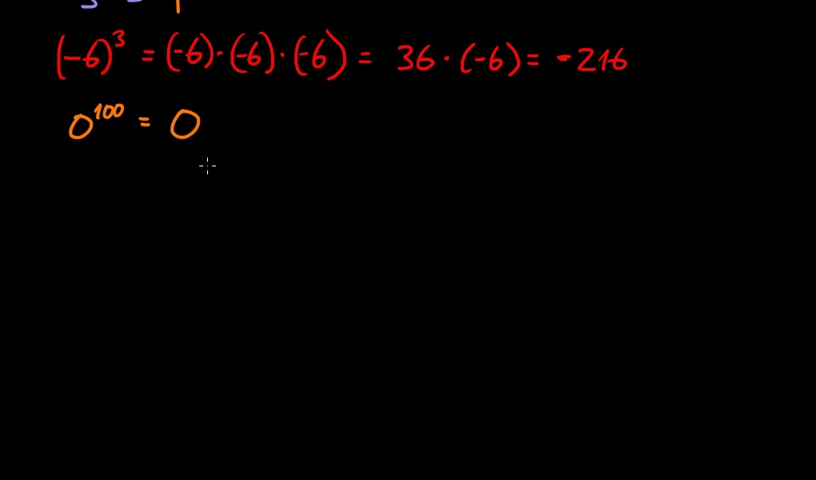 (-6)³ = (-6)·(-6)·(-6) = 36·(-6) = -216
0¹⁰⁰ = 0